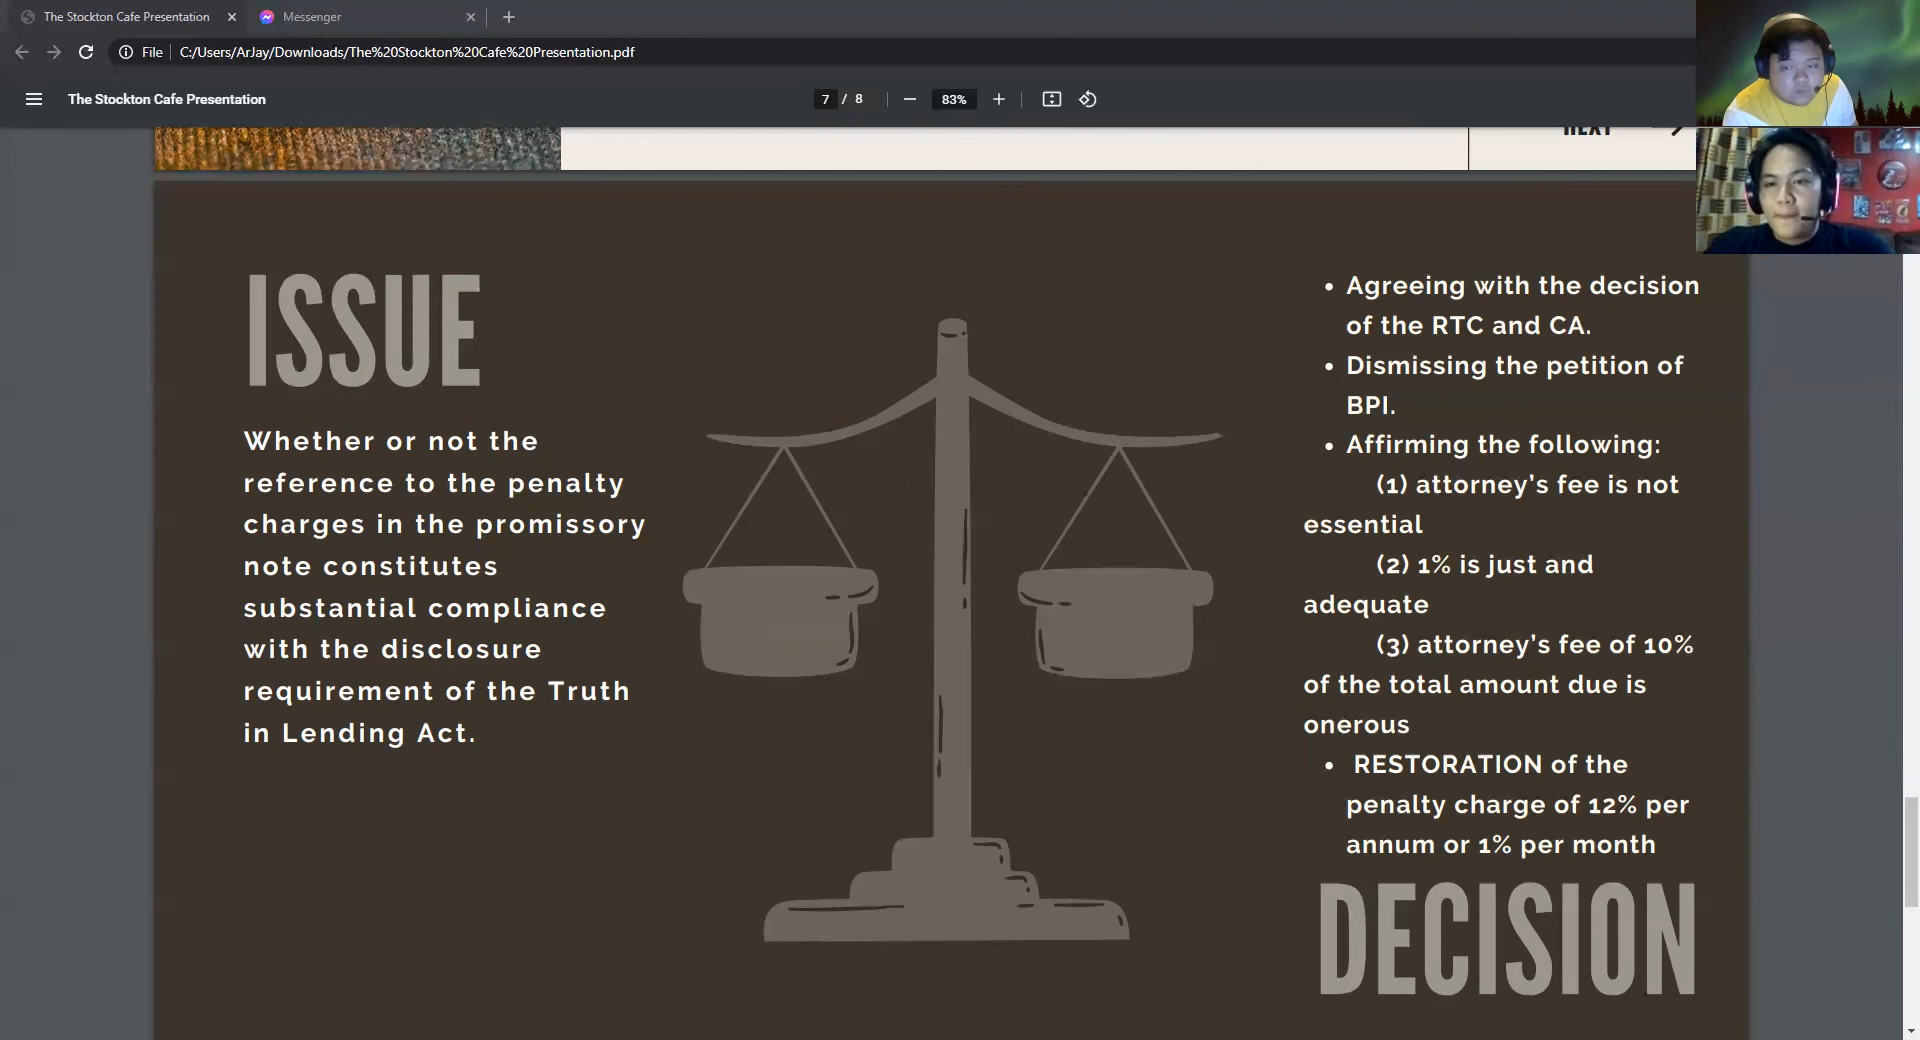 The Stockton Cafe Presentation
Messenger
File
C:/Users/ArJay/Downloads/The%20Stockton%20Cafe%20Presentation.pdf
The Stockton Cafe Presentation
7 / 8
83%
NEXT
ISSUE
Whether or not the
reference to the penalty
charges in the promissory
note constitutes
substantial compliance
with the disclosure
requirement of the Truth
in Lending Act.
• Agreeing with the decision
of the RTC and CA.
• Dismissing the petition of
BPI.
• Affirming the following:
(1) attorney’s fee is not
essential
(2) 1% is just and
adequate
(3) attorney’s fee of 10%
of the total amount due is
onerous
• RESTORATION of the
penalty charge of 12% per
annum or 1% per month
DECISION